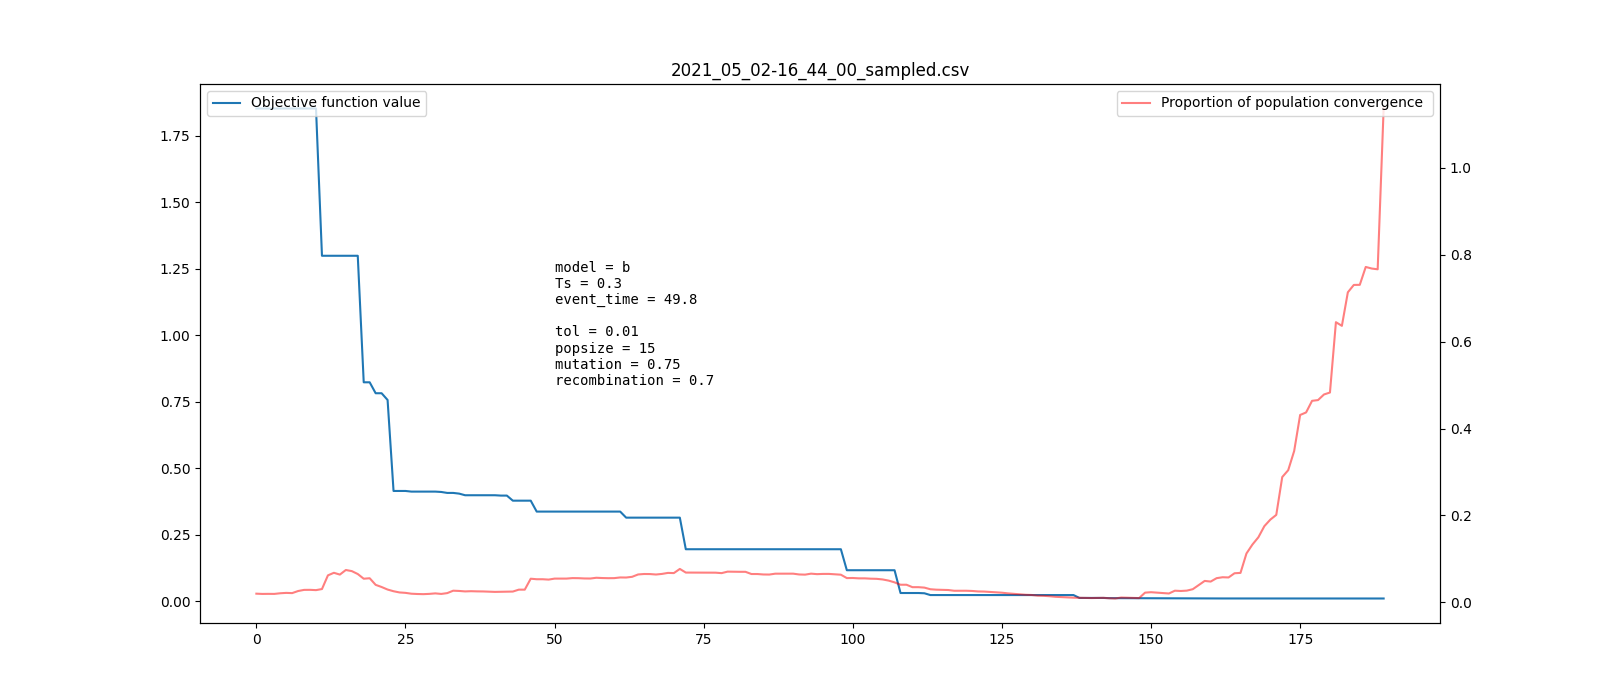 2021_05_02-16_44_00_sampled.csv
Objective function value
Proportion of population convergence
1.75
1.50
1.25
1.00
0.75
0.50
0.25
0.00
model = b
Ts = 0.3
event_time = 49.8
tol = 0.01
popsize = 15
mutation = 0.75
recombination = 0.7
1.0
0.8
0.6
0.4
0.2
0.0
0 25 50 75 100 125 150 175